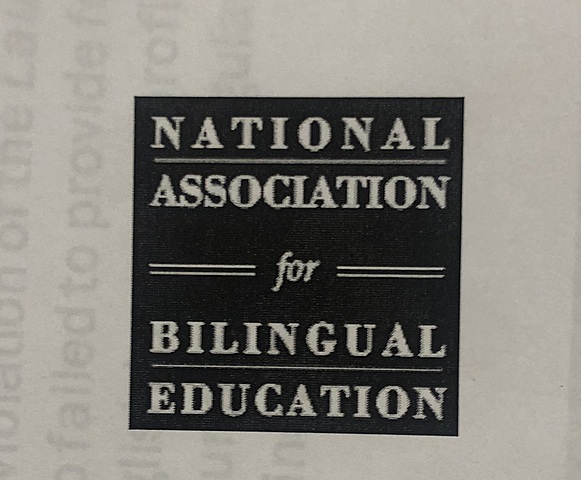 NATIONAL
ASSOCIATION
for
BILINGUAL
EDUCATION